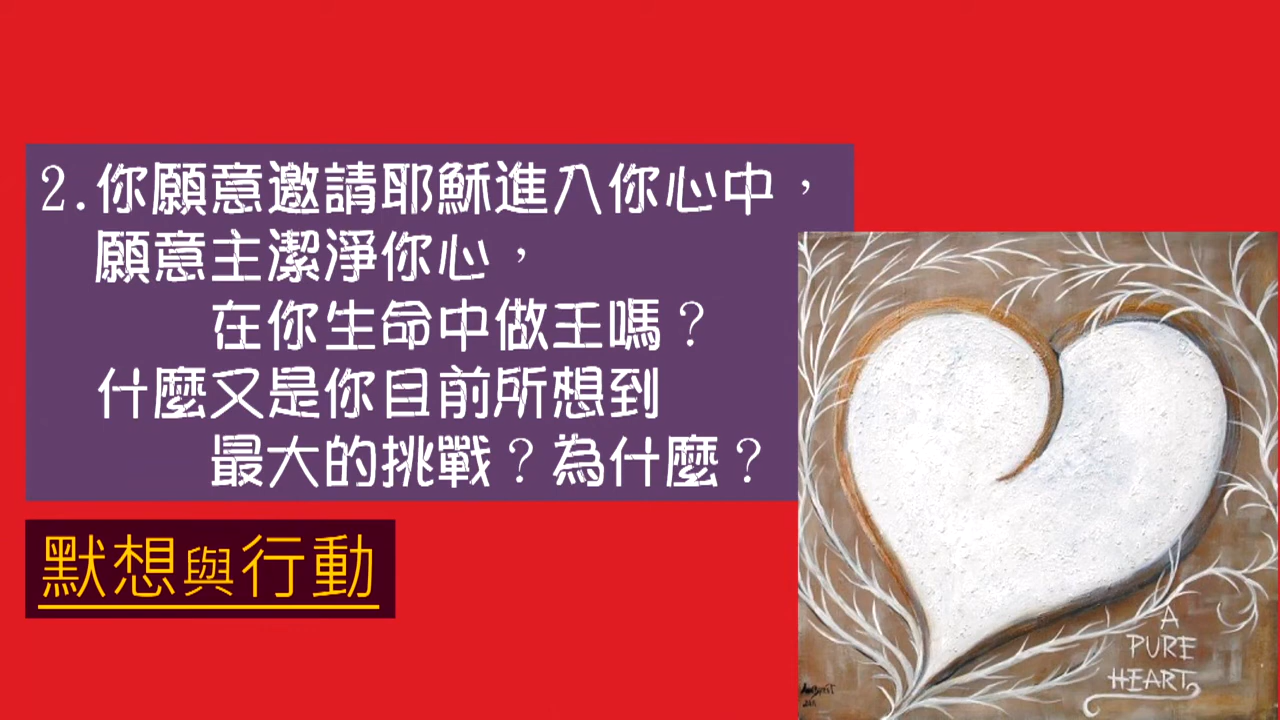 2.你願意邀請耶穌進入你心中，
願意主潔淨你心，
在你生命中做王嗎？
什麼又是你目前所想到
最大的挑戰？為什麼？
默想與行動
A
PURE
HEART